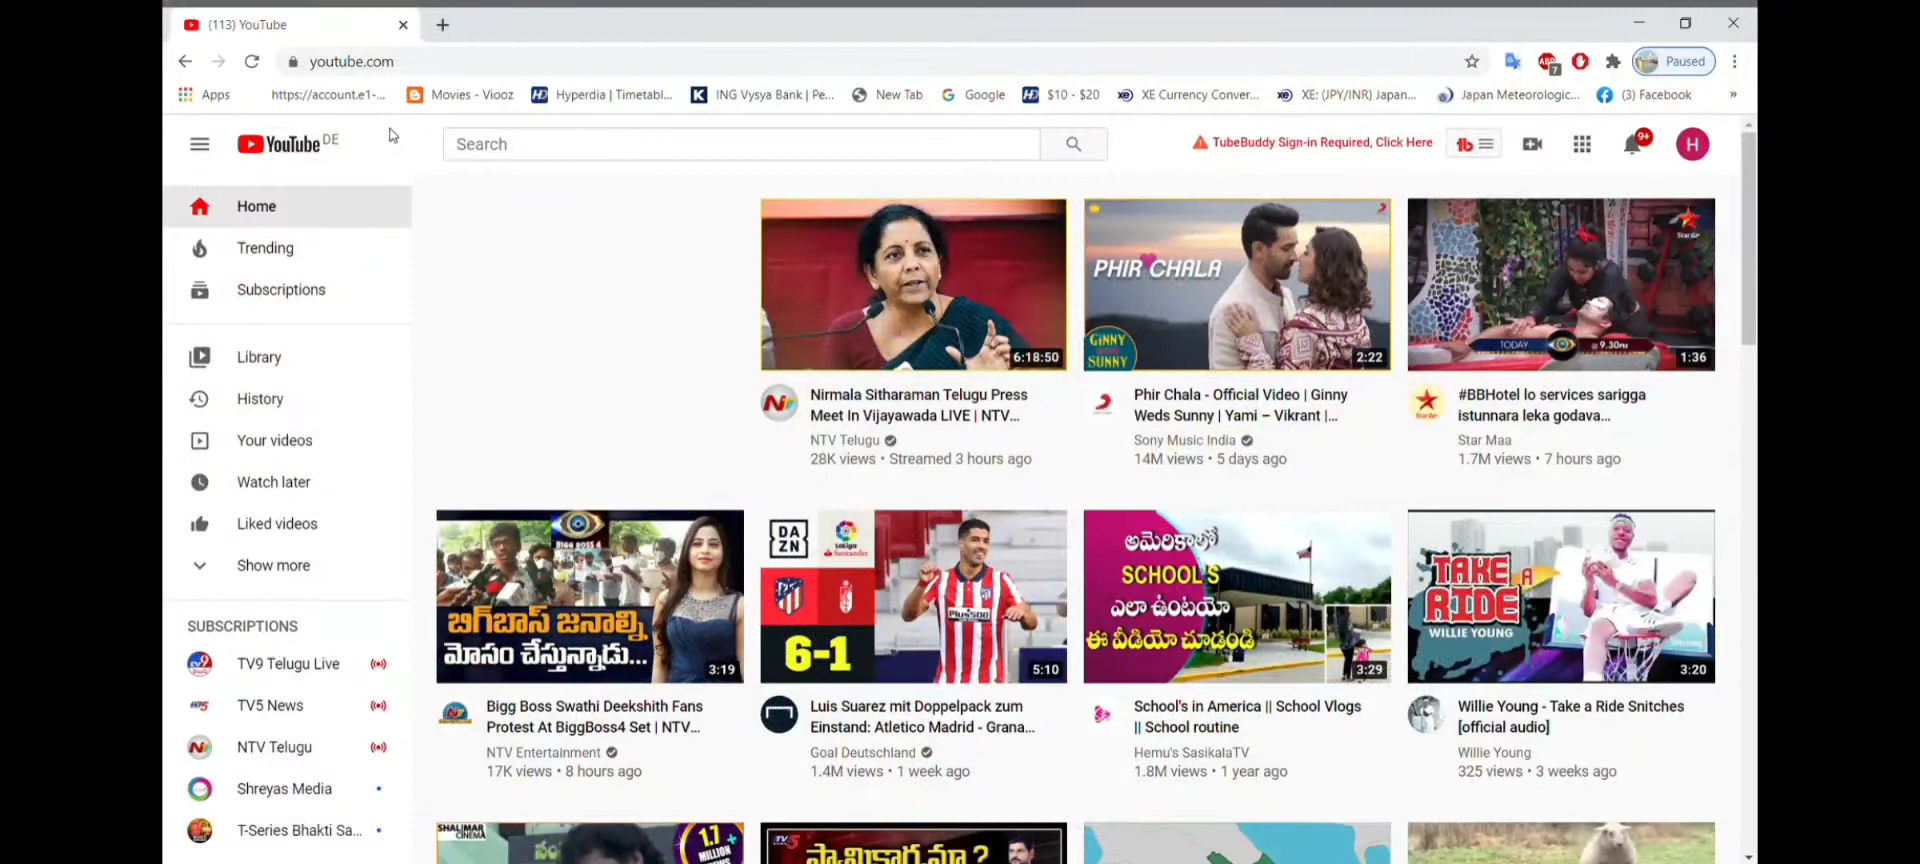 (113) YouTube
youtube.com
Paused
Apps
https://account.e1-...
Movies - Viooz
Hyperdia | Timetabl...
ING Vysya Bank | Pe...
New Tab
Google
$10 - $20
XE Currency Conver...
XE: (JPY/INR) Japan...
Japan Meteorologic...
(3) Facebook
»
YouTube DE
Search
TubeBuddy Sign-in Required, Click Here
9+
H
Home
Trending
Subscriptions
Library
History
Your videos
Watch later
Liked videos
Show more
SUBSCRIPTIONS
TV9 Telugu Live
TV5 News
NTV Telugu
Shreyas Media
T-Series Bhakti Sa...
6:18:50
Nirmala Sitharaman Telugu Press
Meet In Vijayawada LIVE | NTV...
NTV Telugu
28K views • Streamed 3 hours ago
PHIR CHALA
GINNY
SUNNY
2:22
Phir Chala - Official Video | Ginny
Weds Sunny | Yami – Vikrant |...
Sony Music India
14M views • 5 days ago
TODAY
9.30PM
1:36
#BBHotel lo services sarigga
istunnara leka godava...
Star Maa
1.7M views • 7 hours ago
BIGG BOSS 4
బిగ్‌బాస్ జనాల్ని
మోసం చేస్తున్నాడు...
3:19
Bigg Boss Swathi Deekshith Fans
Protest At BiggBoss4 Set | NTV...
NTV Entertainment
17K views • 8 hours ago
DA
ZN
LaLiga
Santander
Plus500
6-1
5:10
Luis Suarez mit Doppelpack zum
Einstand: Atletico Madrid - Grana...
Goal Deutschland
1.4M views • 1 week ago
అమెరికాలో
SCHOOL'S
ఎలా ఉంటయో
ఈ వీడియో చూడండి
3:29
School's in America || School Vlogs
|| School routine
Hemu's SasikalaTV
1.8M views • 1 year ago
TAKE A
RIDE
WILLIE YOUNG
3:20
Willie Young - Take a Ride Snitches
[official audio]
Willie Young
325 views • 3 weeks ago
SHALIMAR
CINEMA
1.7 +
MILLION
TV5